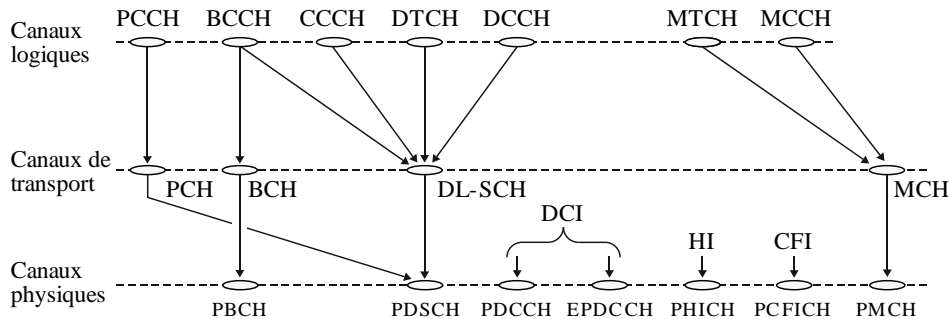 PCCH BCCH CCCH DTCH DCCH MTCH MCCH
Canaux
logiques
Canaux de
transport
PCH BCH DL-SCH MCH
DCI
HI CFI
Canaux
physiques
PBCH PDSCH PDCCH EPDCCH PHICH PCFICH PMCH